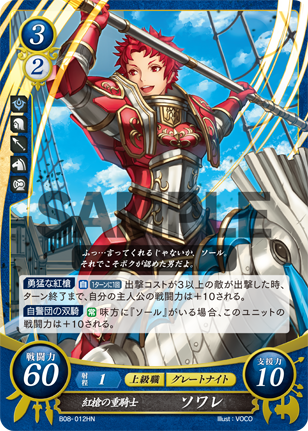 3
2
SAMPLE
ふっ…言ってくれるじゃないか、ソール。
それでこそボクが認めた男だよ。
勇猛な紅槍 自 ターン1回 出撃コストが3以上の敵が出撃した時、
ターン終了まで、自分の主人公の戦闘力は+10される。
自警団の双騎 常 味方に『ソール』がいる場合、このユニットの
戦闘力は+10される。
戦闘力
60
射程 1 上級職 グレートナイト
支援力
10
紅槍の重騎士 ソワレ
B08-012HN
Illust:VOCO